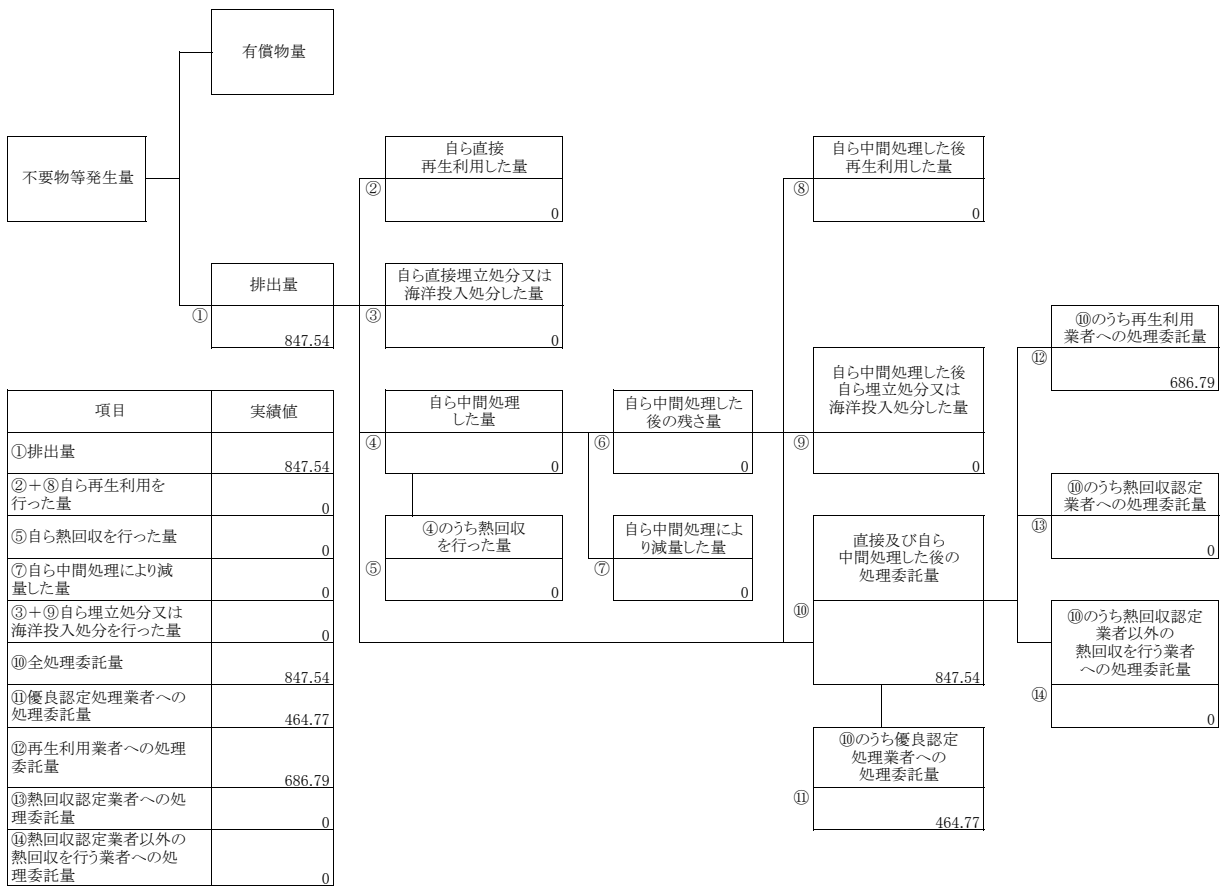 有償物量
不要物等発生量
自ら直接
再生利用した量
②
0
自ら中間処理した後
再生利用した量
⑧
0
排出量
①
847.54
自ら直接埋立処分又は
海洋投入処分した量
③
0
⑩のうち再生利用
業者への処理委託量
⑫
686.79
自ら中間処理
した量
④
0
自ら中間処理した
後の残さ量
⑥
0
自ら中間処理した後
自ら埋立処分又は
海洋投入処分した量
⑨
0
⑩のうち熱回収認定
業者への処理委託量
⑬
0
④のうち熱回収
を行った量
⑤
0
自ら中間処理によ
り減量した量
⑦
0
直接及び自ら
中間処理した後の
処理委託量
⑩
847.54
⑩のうち熱回収認定
業者以外の
熱回収を行う業者
への処理委託量
⑭
0
⑩のうち優良認定
処理業者への
処理委託量
⑪
464.77
項目
実績値
①排出量
847.54
②+⑧自ら再生利用を
行った量
0
⑤自ら熱回収を行った量
0
⑦自ら中間処理により減
量した量
0
③+⑨自ら埋立処分又は
海洋投入処分を行った量
0
⑩全処理委託量
847.54
⑪優良認定処理業者への
処理委託量
464.77
⑫再生利用業者への処理
委託量
686.79
⑬熱回収認定業者への処
理委託量
0
⑭熱回収認定業者以外の
熱回収を行う業者への処
理委託量
0